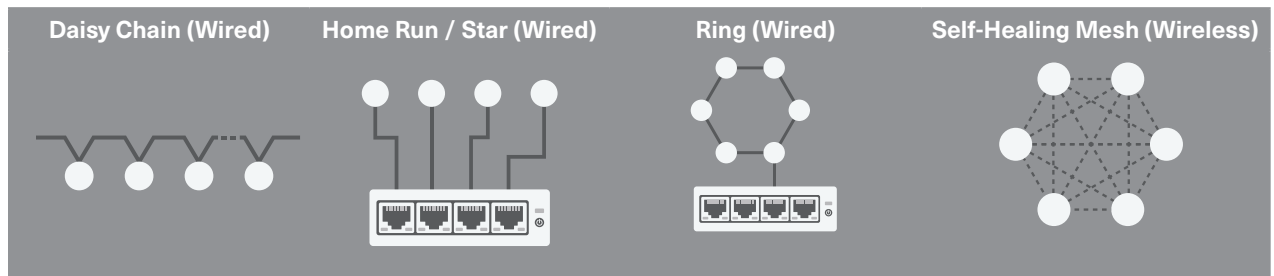 Daisy Chain (Wired)
Home Run / Star (Wired)
Ring (Wired)
Self-Healing Mesh (Wireless)